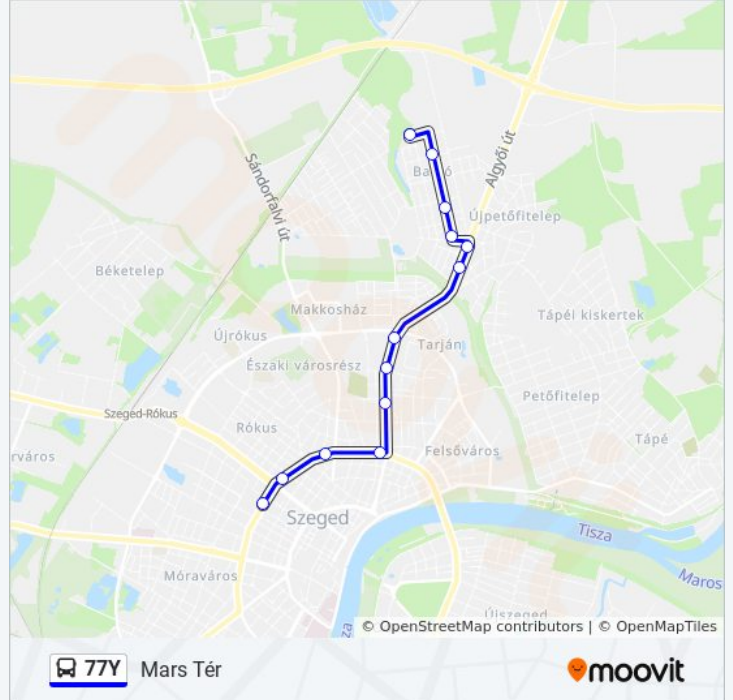 Algyői út
Sándorfalvi út
Újpetőfitelep
Béketelep
Makkosház
Tápéi kiskertek
Újrókus
Tarján
Északi városrész
Petőfitelep
Szeged-Rókus
Rókus
Tápé
Felsőváros
rváros
Szeged
Tisza
Móraváros
Maros
Újszeged
za
© OpenStreetMap contributors | © OpenMapTiles
77Y Mars Tér
moovit